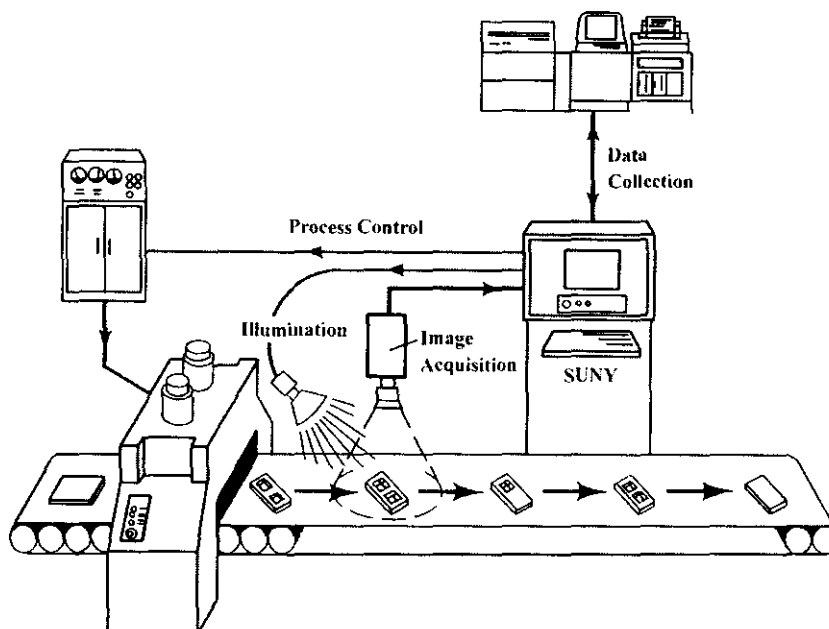 Data
Collection
Process Control
Illumination
Image
Acquisition
SUNY